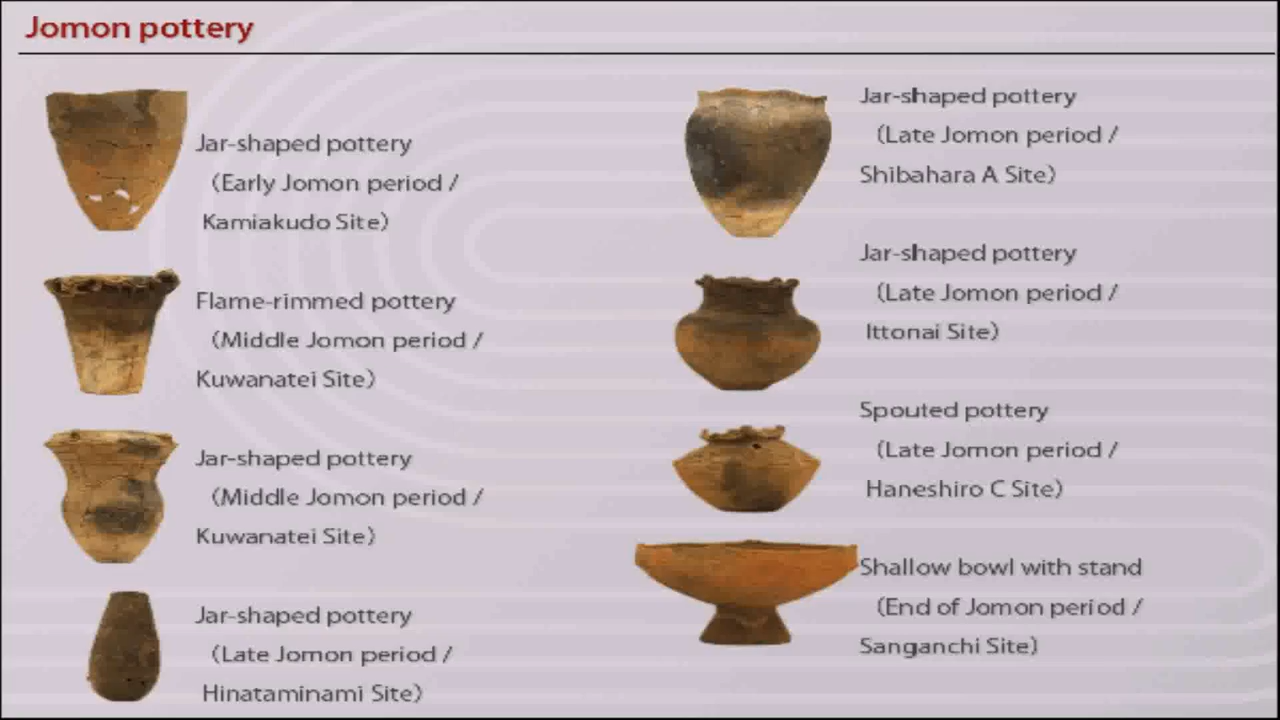 Jomon pottery
Jar-shaped pottery
(Early Jomon period /
Kamiakudo Site)
Flame-rimmed pottery
(Middle Jomon period /
Kuwanatei Site)
Jar-shaped pottery
(Middle Jomon period /
Kuwanatei Site)
Jar-shaped pottery
(Late Jomon period /
Hinataminami Site)
Jar-shaped pottery
(Late Jomon period /
Shibahara A Site)
Jar-shaped pottery
(Late Jomon period /
Ittonai Site)
Spouted pottery
(Late Jomon period /
Haneshiro C Site)
Shallow bowl with stand
(End of Jomon period /
Sanganchi Site)